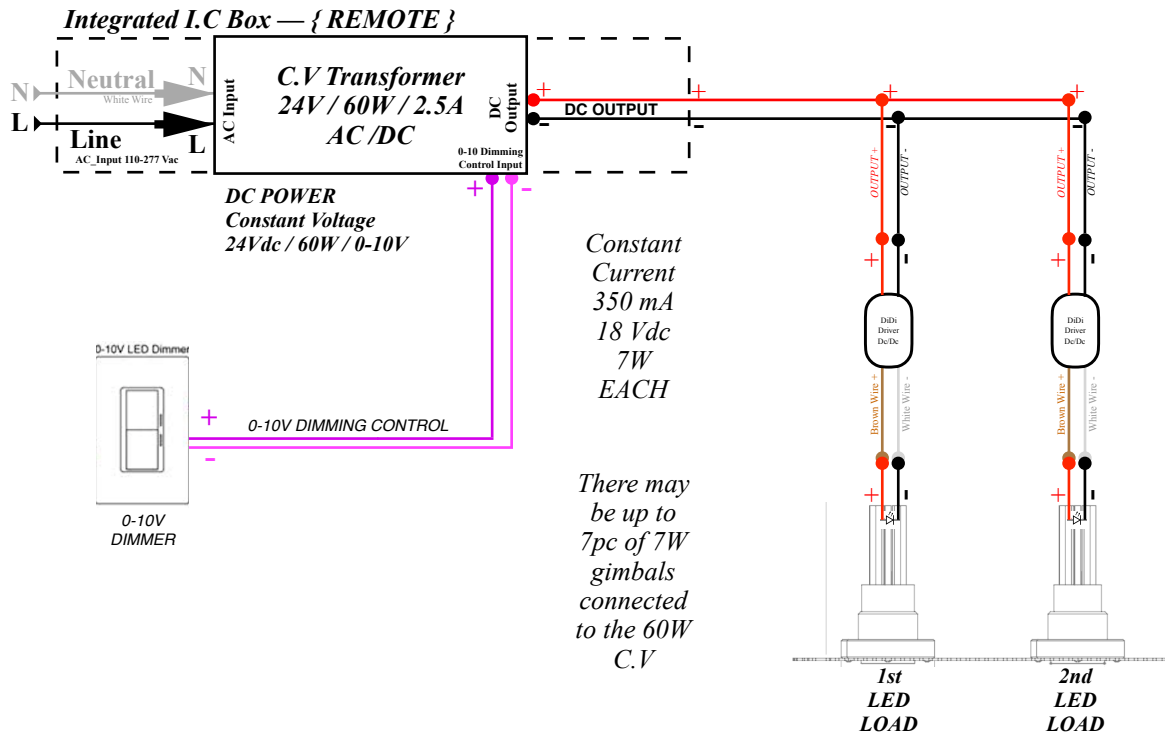 Integrated I.C Box — { REMOTE }
N
Neutral
White Wire
N
L
Line
L
AC_Input 110-277 Vac
AC Input
C.V Transformer
24V / 60W / 2.5A
AC /DC
DC
Output
0-10 Dimming
Control Input
+
-
DC OUTPUT
+
-
+
-
+
-
DC POWER
Constant Voltage
24Vdc / 60W / 0-10V
+
-
OUTPUT +
OUTPUT -
OUTPUT +
OUTPUT -
Constant
Current
350 mA
18 Vdc
7W
EACH
+
-
+
-
DiDi
Driver
Dc/Dc
DiDi
Driver
Dc/Dc
0-10V LED Dimmer
+
-
0-10V DIMMING CONTROL
0-10V
DIMMER
Brown Wire +
White Wire -
Brown Wire +
White Wire -
There may
be up to
7pc of 7W
gimbals
connected
to the 60W
C.V
+
-
+
-
1st
LED
LOAD
2nd
LED
LOAD